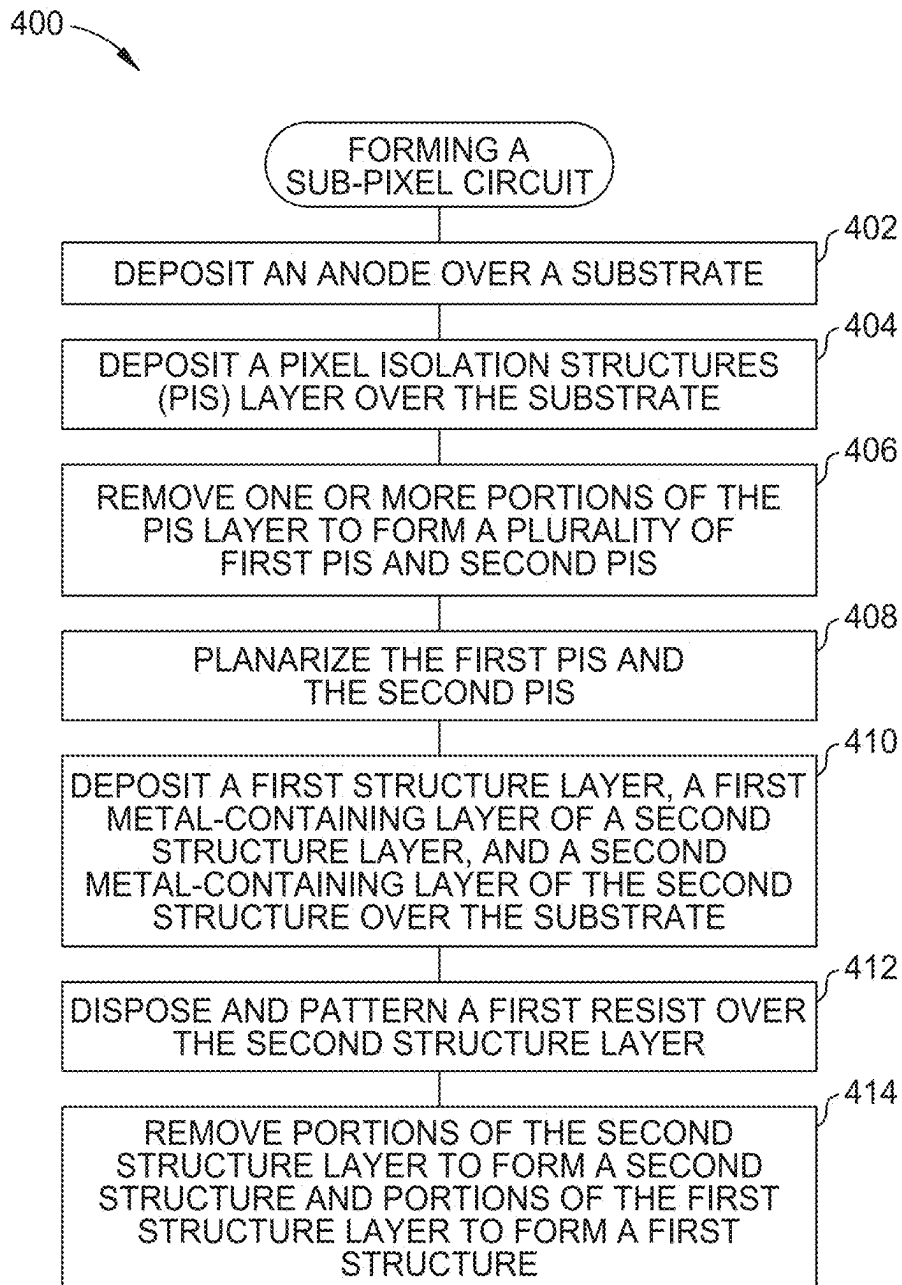 400
FORMING A
SUB-PIXEL CIRCUIT
402
DEPOSIT AN ANODE OVER A SUBSTRATE
404
DEPOSIT A PIXEL ISOLATION STRUCTURES
(PIS) LAYER OVER THE SUBSTRATE
406
REMOVE ONE OR MORE PORTIONS OF THE
PIS LAYER TO FORM A PLURALITY OF
FIRST PIS AND SECOND PIS
408
PLANARIZE THE FIRST PIS AND
THE SECOND PIS
410
DEPOSIT A FIRST STRUCTURE LAYER, A FIRST
METAL-CONTAINING LAYER OF A SECOND
STRUCTURE LAYER, AND A SECOND
METAL-CONTAINING LAYER OF THE SECOND
STRUCTURE OVER THE SUBSTRATE
412
DISPOSE AND PATTERN A FIRST RESIST OVER
THE SECOND STRUCTURE LAYER
414
REMOVE PORTIONS OF THE SECOND
STRUCTURE LAYER TO FORM A SECOND
STRUCTURE AND PORTIONS OF THE FIRST
STRUCTURE LAYER TO FORM A FIRST
STRUCTURE